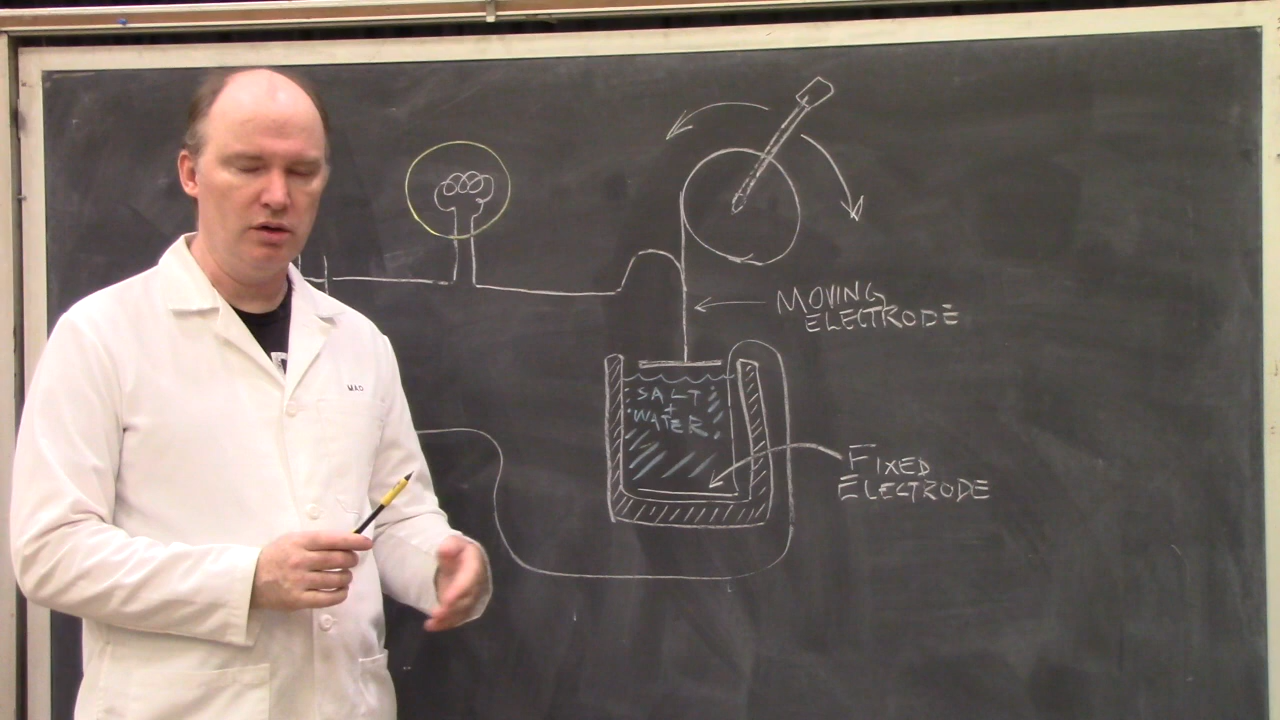 MOVING
ELECTRODE
SALT
+
WATER
FIXED
ELECTRODE